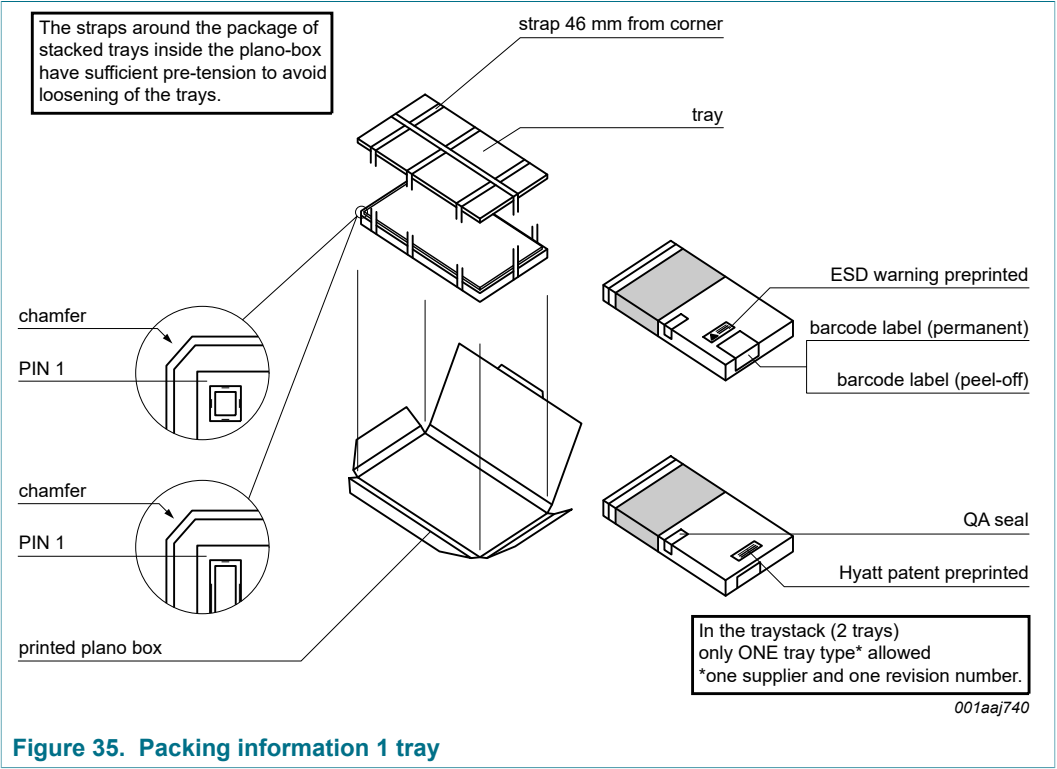 The straps around the package of
stacked trays inside the plano-box
have sufficient pre-tension to avoid
loosening of the trays.
strap 46 mm from corner
tray
ESD warning preprinted
chamfer
barcode label (permanent)
PIN 1
barcode label (peel-off)
chamfer
QA seal
PIN 1
Hyatt patent preprinted
printed plano box
In the traystack (2 trays)
only ONE tray type* allowed
*one supplier and one revision number.
001aaj740
Figure 35. Packing information 1 tray